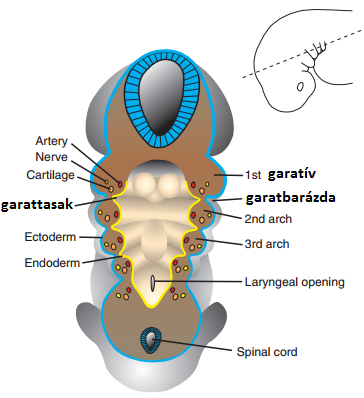 Artery
Nerve
Cartilage
garattasak
Ectoderm
Endoderm
1st garatív
garatbarázda
2nd arch
3rd arch
Laryngeal opening
Spinal cord